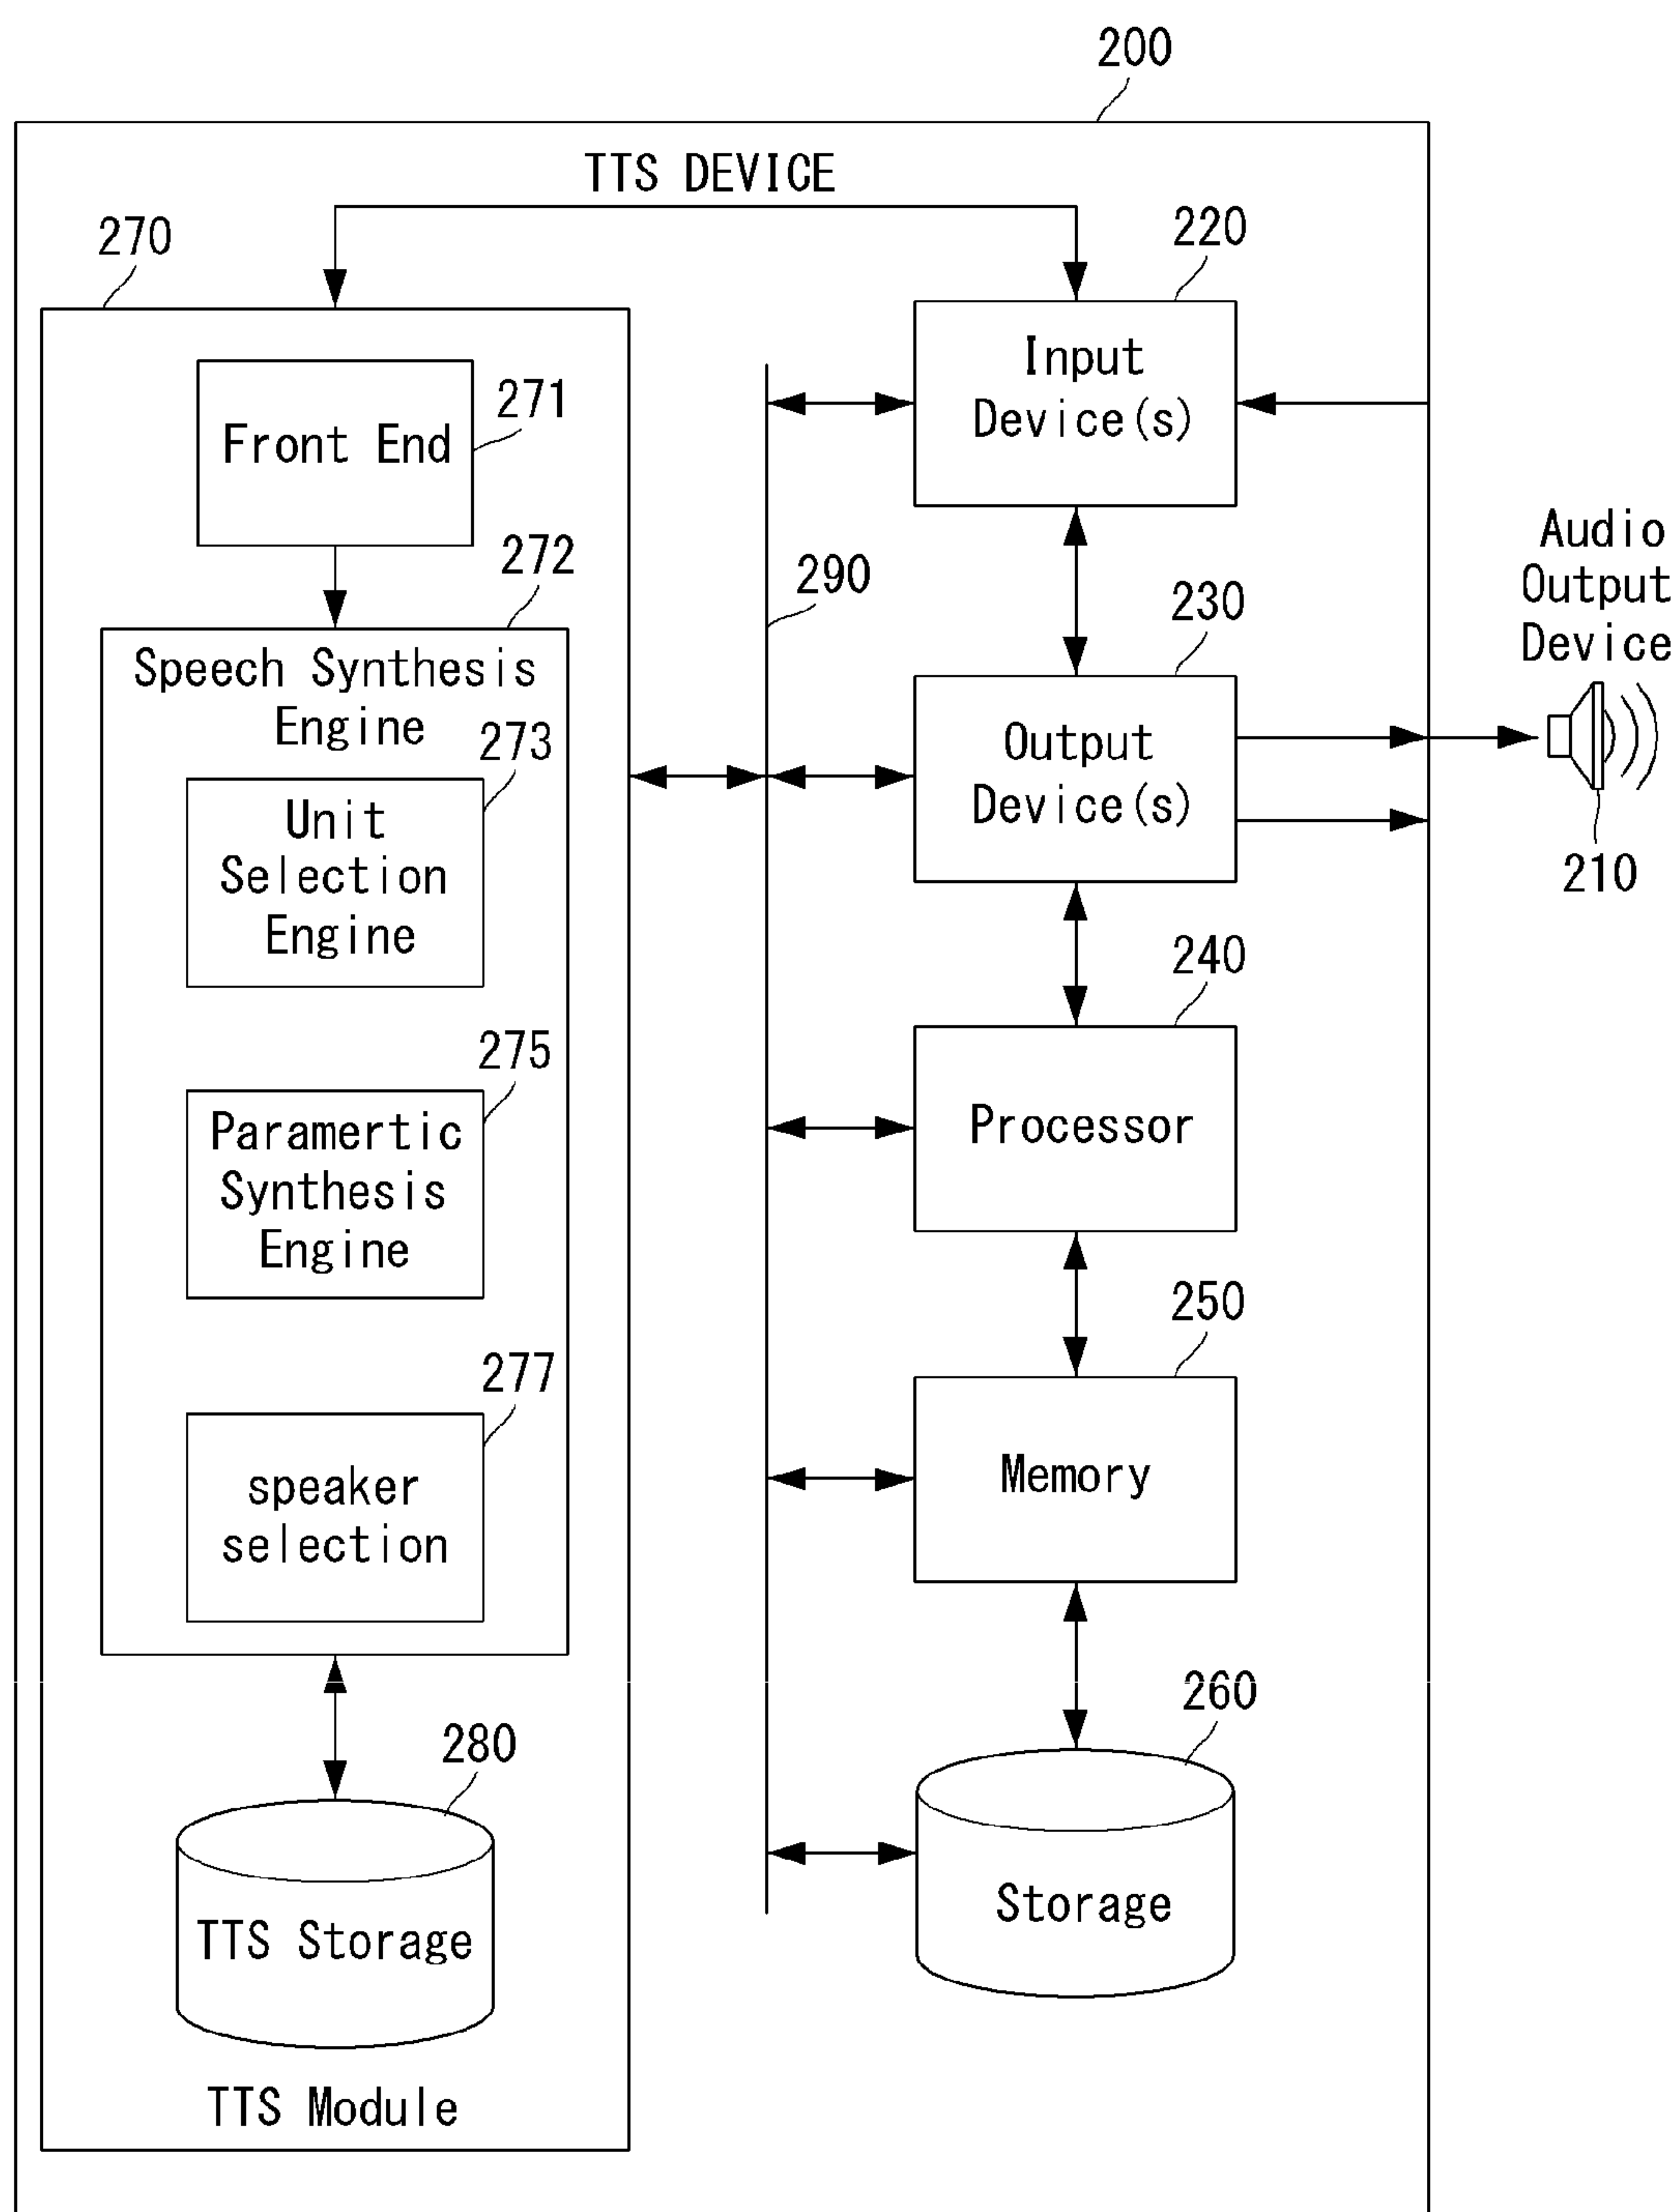 200
TTS DEVICE
270
220
Input
Device(s)
Front End
271
272
Speech Synthesis
Engine
273
Unit
Selection
Engine
275
Paramertic
Synthesis
Engine
277
speaker
selection
280
TTS Storage
TTS Module
290
230
Output
Device(s)
Audio
Output
Device
210
240
Processor
250
Memory
260
Storage